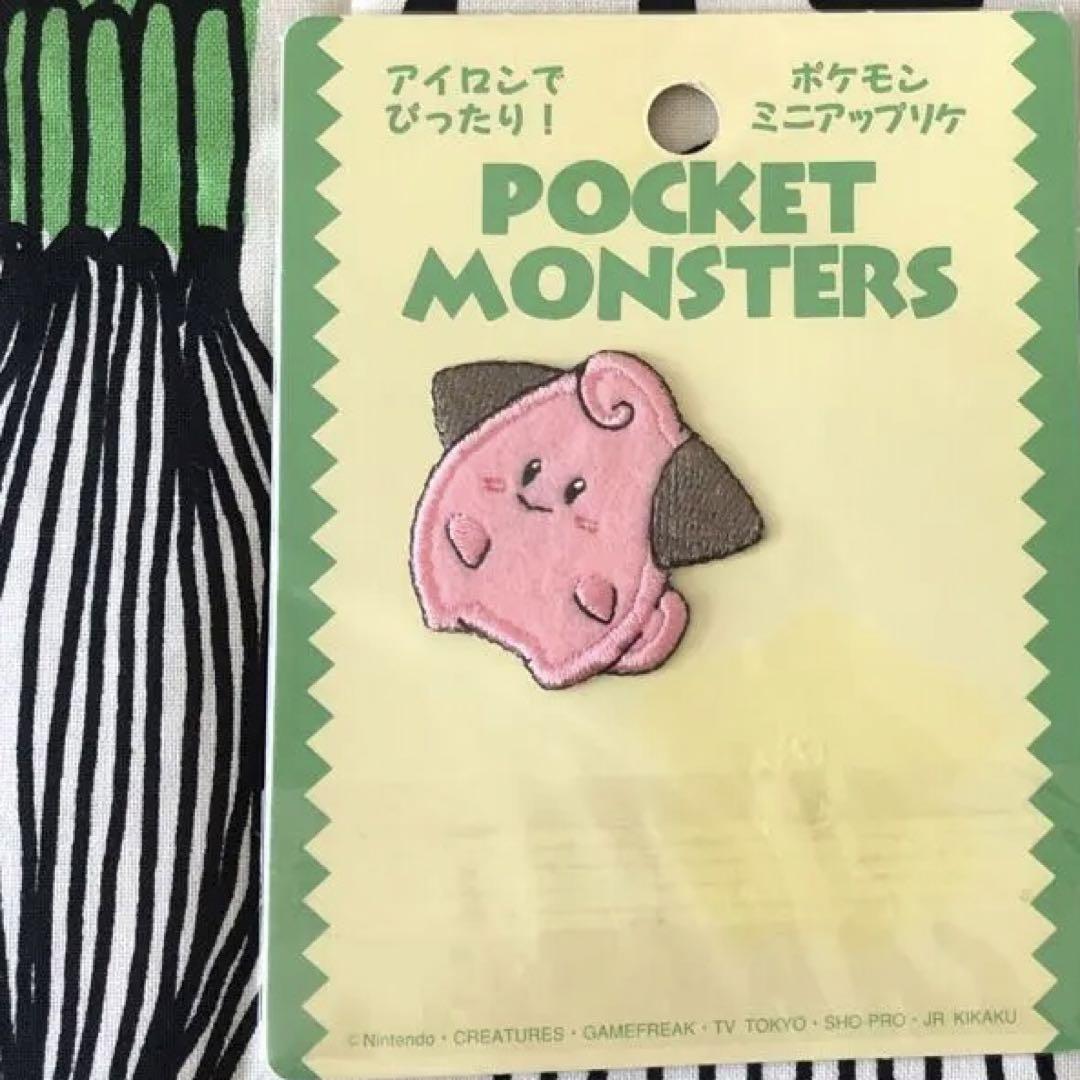 アイロンで
ぴったり！
ポケモン
ミニアップリケ
POCKET
MONSTERS
©Nintendo・CREATURES・GAMEFREAK・TV TOKYO・SHO PRO・JR KIKAKU